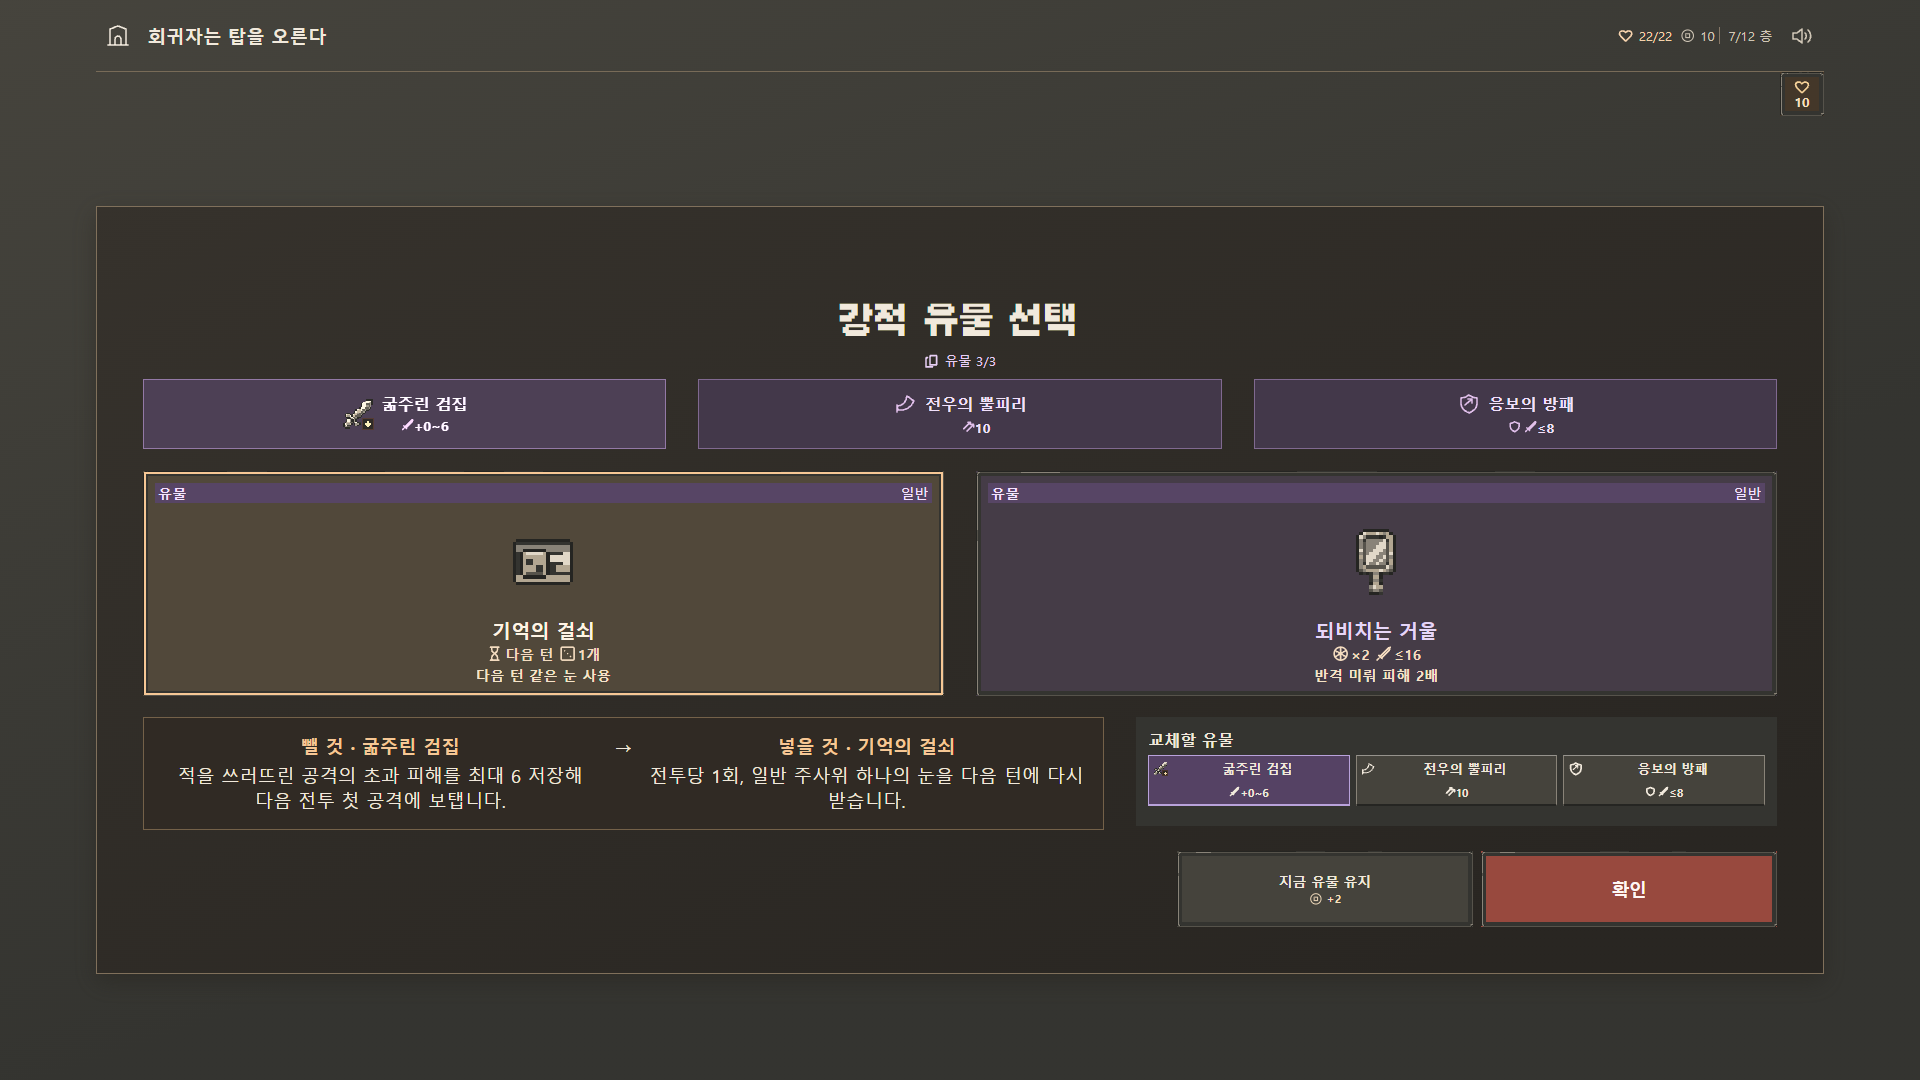 회귀자는 탑을 오른다
22/22 10 7/12 층
10
강적 유물 선택
유물 3/3
굶주린 검집
+0~6
전우의 뿔피리
10
응보의 방패
≤8
유물 일반
기억의 걸쇠
다음 턴 1개
다음 턴 같은 눈 사용
유물 일반
되비치는 거울
×2 ≤16
반격 미뤄 피해 2배
뺄 것 · 굶주린 검집
적을 쓰러뜨린 공격의 초과 피해를 최대 6 저장해
다음 전투 첫 공격에 보탭니다.
→
넣을 것 · 기억의 걸쇠
전투당 1회, 일반 주사위 하나의 눈을 다음 턴에 다시
받습니다.
교체할 유물
굶주린 검집
+0~6
전우의 뿔피리
10
응보의 방패
≤8
지금 유물 유지
+2
확인